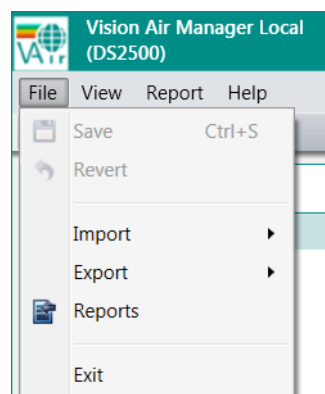 VAir
Vision Air Manager Local
(DS2500)
File View Report Help
Save Ctrl+S
Revert
Import
Export
Reports
Exit